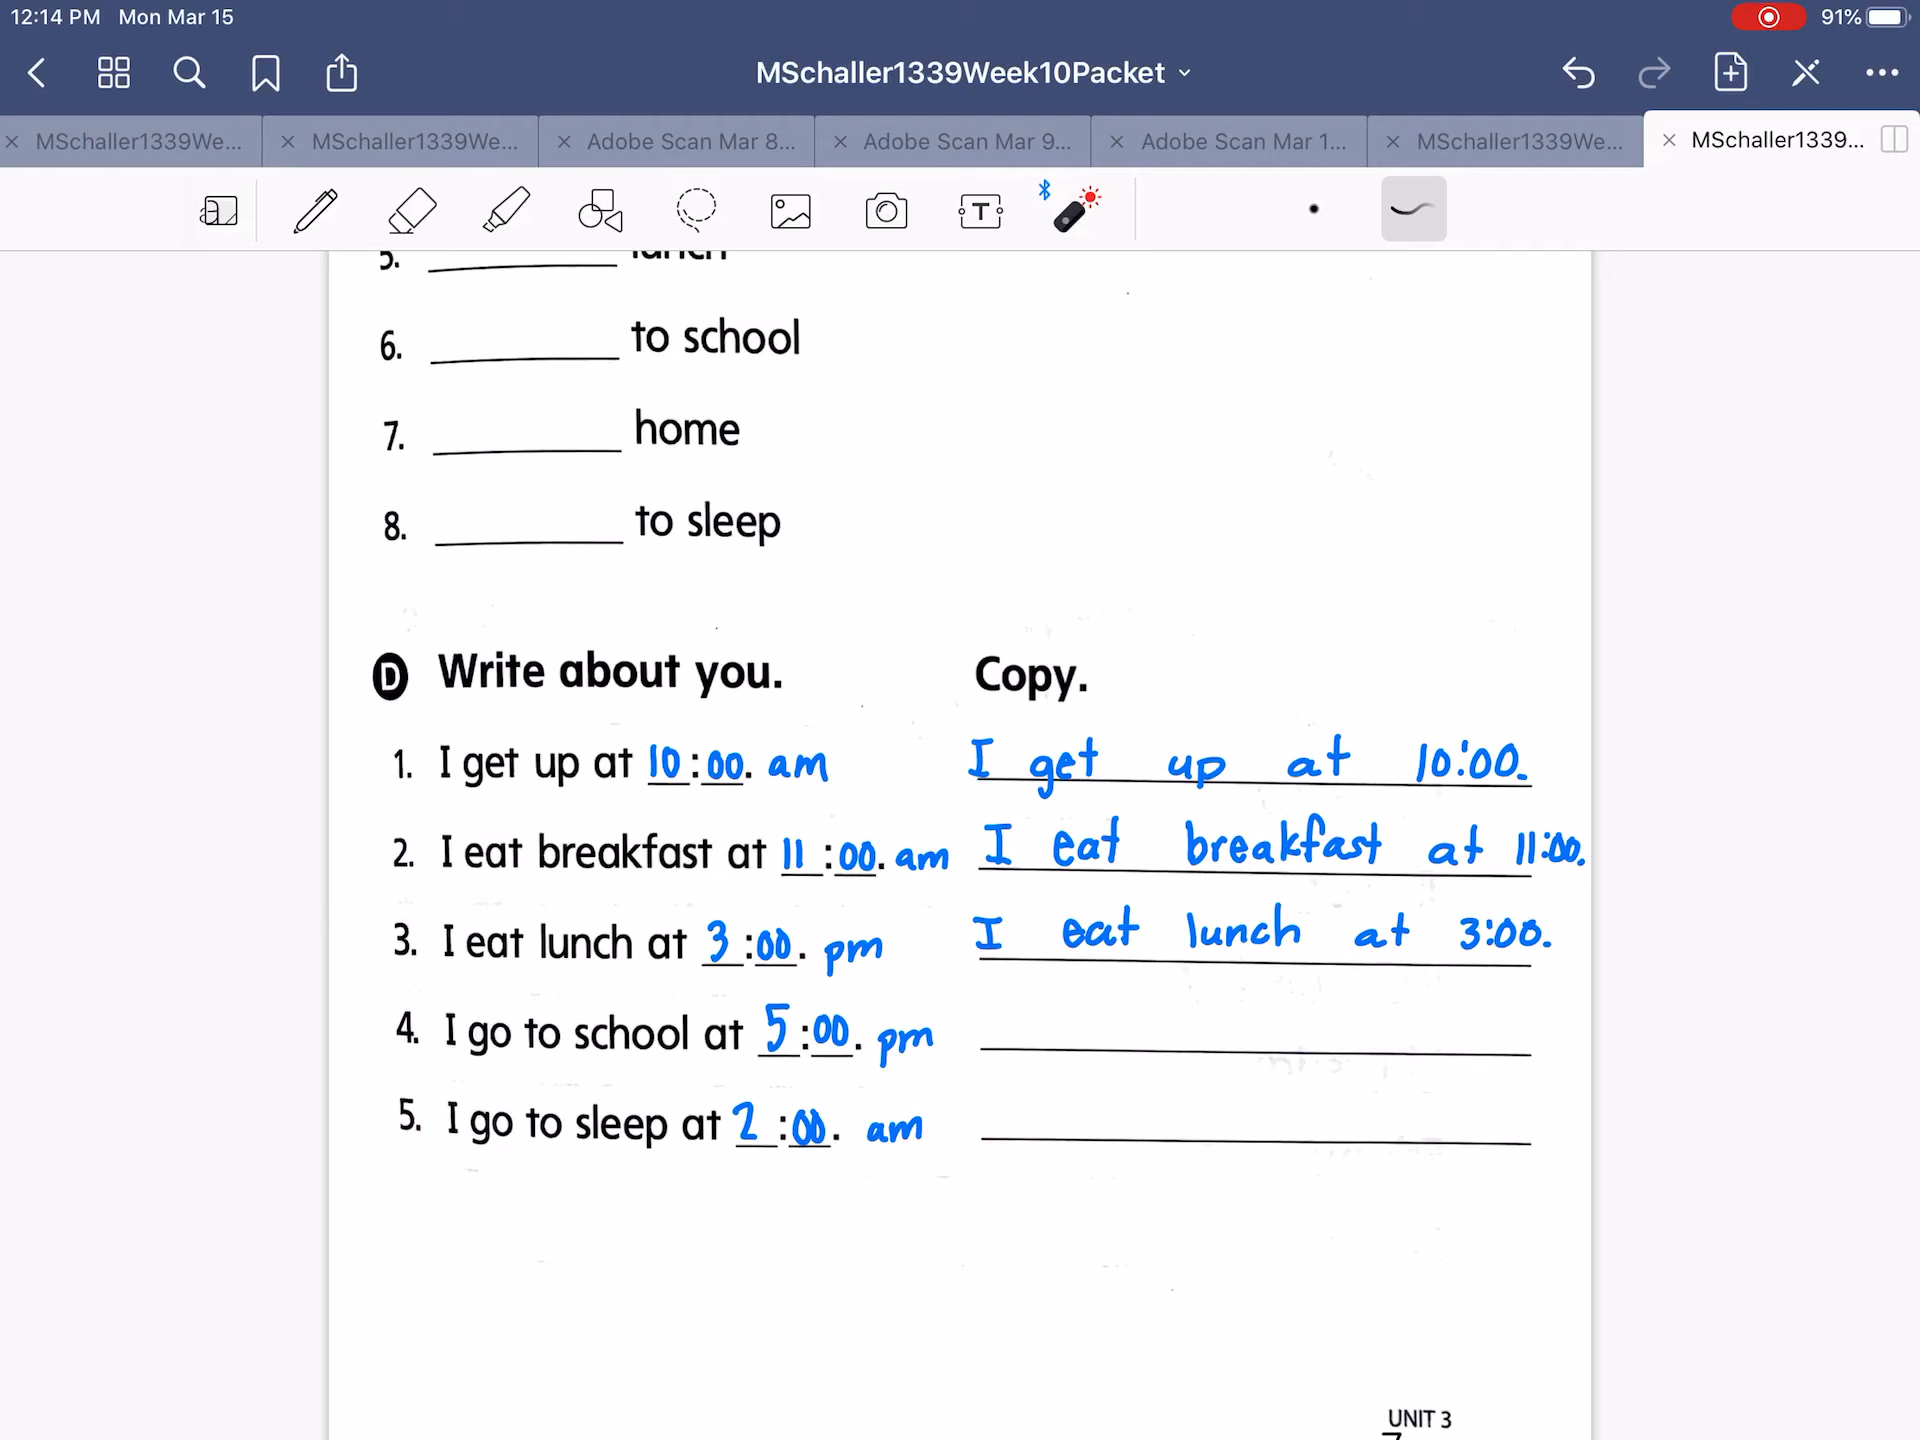 12:14 PM Mon Mar 15 91%
MSchaller1339Week10Packet
MSchaller1339We... MSchaller1339We... Adobe Scan Mar 8... Adobe Scan Mar 9... Adobe Scan Mar 1... MSchaller1339We... MSchaller1339...
5. lunch
6. to school
7. home
8. to sleep
D Write about you. Copy.
1. I get up at 10:00. am I get up at 10:00.
2. I eat breakfast at 11:00. am I eat breakfast at 11:00.
3. I eat lunch at 3:00. pm I eat lunch at 3:00.
4. I go to school at 5:00. pm
5. I go to sleep at 2:00. am
UNIT 3